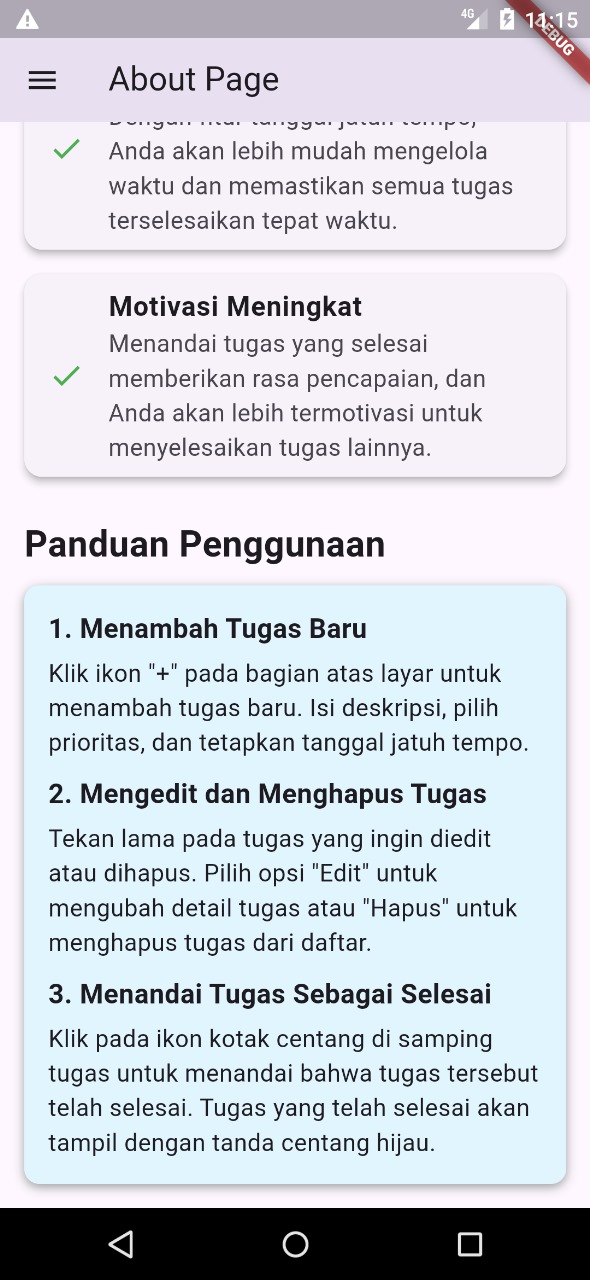 4G 11:15
DEBUG
About Page
Dengan fitur tanggal jatuh tempo,
Anda akan lebih mudah mengelola
waktu dan memastikan semua tugas
terselesaikan tepat waktu.
Motivasi Meningkat
Menandai tugas yang selesai
memberikan rasa pencapaian, dan
Anda akan lebih termotivasi untuk
menyelesaikan tugas lainnya.
Panduan Penggunaan
1. Menambah Tugas Baru
Klik ikon "+" pada bagian atas layar untuk
menambah tugas baru. Isi deskripsi, pilih
prioritas, dan tetapkan tanggal jatuh tempo.
2. Mengedit dan Menghapus Tugas
Tekan lama pada tugas yang ingin diedit
atau dihapus. Pilih opsi "Edit" untuk
mengubah detail tugas atau "Hapus" untuk
menghapus tugas dari daftar.
3. Menandai Tugas Sebagai Selesai
Klik pada ikon kotak centang di samping
tugas untuk menandai bahwa tugas tersebut
telah selesai. Tugas yang telah selesai akan
tampil dengan tanda centang hijau.